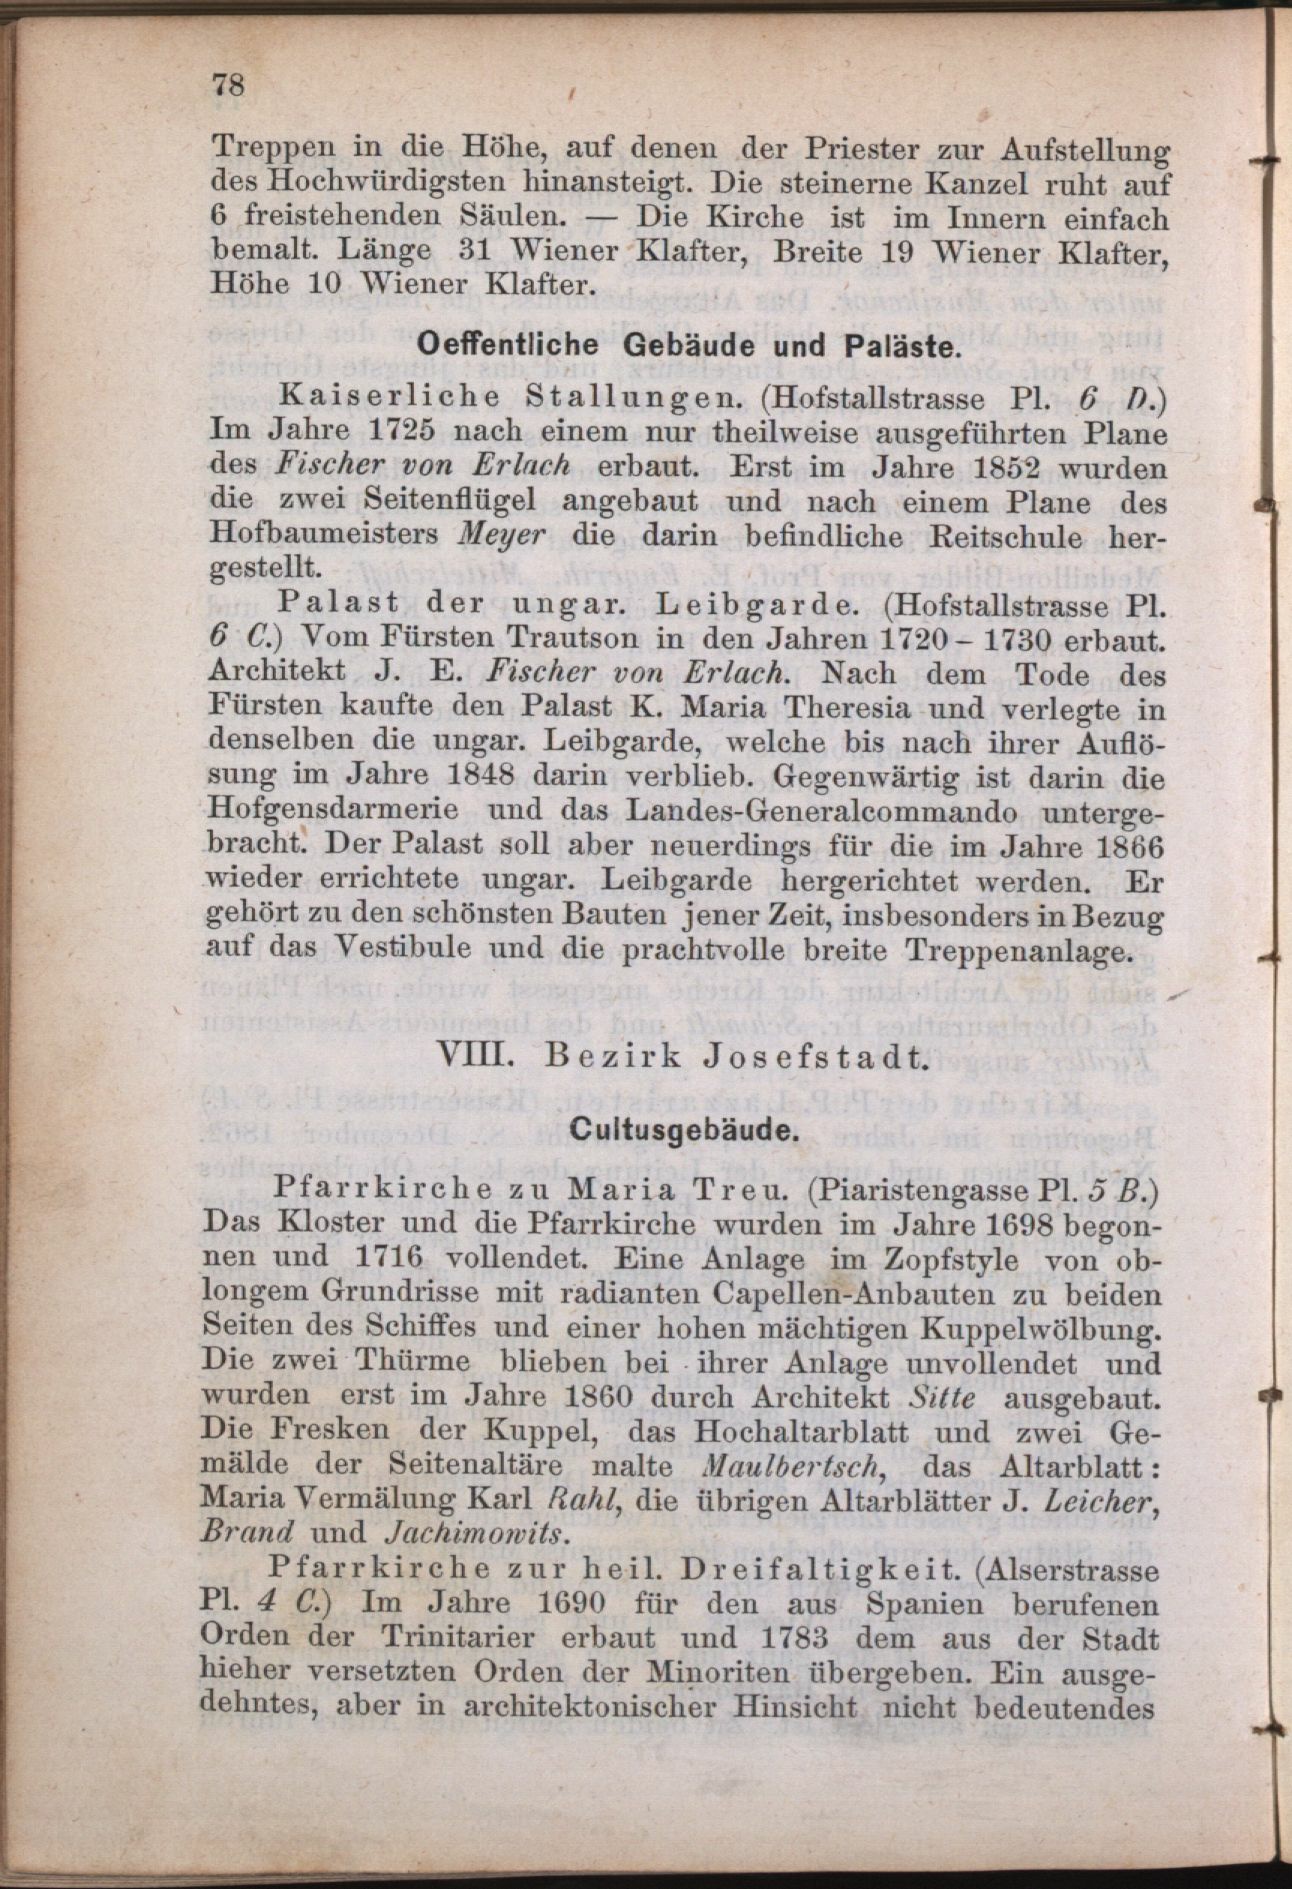 78
Treppen in die Höhe, auf denen der Priester zur Aufstellung
des Hochwürdigsten hinansteigt. Die steinerne Kanzel ruht auf
6 freistehenden Säulen. — Die Kirche ist im Innern einfach
bemalt. Länge 31 Wiener Klafter, Breite 19 Wiener Klafter,
Höhe 10 Wiener Klafter.
Oeffentliche Gebäude und Paläste.
Kaiserliche Stallungen. (Hofstallstrasse Pl. 6 D.)
Im Jahre 1725 nach einem nur theilweise ausgeführten Plane
des Fischer von Erlach erbaut. Erst im Jahre 1852 wurden
die zwei Seitenflügel angebaut und nach einem Plane des
Hofbaumeisters Meyer die darin befindliche Reitschule her-
gestellt.
Palast der ungar. Leibgarde. (Hofstallstrasse Pl.
6 C.) Vom Fürsten Trautson in den Jahren 1720 – 1730 erbaut.
Architekt J. E. Fischer von Erlach. Nach dem Tode des
Fürsten kaufte den Palast K. Maria Theresia und verlegte in
denselben die ungar. Leibgarde, welche bis nach ihrer Auflö-
sung im Jahre 1848 darin verblieb. Gegenwärtig ist darin die
Hofgensdarmerie und das Landes-Generalcommando unterge-
bracht. Der Palast soll aber neuerdings für die im Jahre 1866
wieder errichtete ungar. Leibgarde hergerichtet werden. Er
gehört zu den schönsten Bauten jener Zeit, insbesonders in Bezug
auf das Vestibule und die prachtvolle breite Treppenanlage.
VIII. Bezirk Josefstadt.
Cultusgebäude.
Pfarrkirche zu Maria Treu. (Piaristengasse Pl. 5 B.)
Das Kloster und die Pfarrkirche wurden im Jahre 1698 begon-
nen und 1716 vollendet. Eine Anlage im Zopfstyle von ob-
longem Grundrisse mit radianten Capellen-Anbauten zu beiden
Seiten des Schiffes und einer hohen mächtigen Kuppelwölbung.
Die zwei Thürme blieben bei ihrer Anlage unvollendet und
wurden erst im Jahre 1860 durch Architekt Sitte ausgebaut.
Die Fresken der Kuppel, das Hochaltarblatt und zwei Ge-
mälde der Seitenaltäre malte Maulbertsch, das Altarblatt:
Maria Vermälung Karl Rahl, die übrigen Altarblätter J. Leicher,
Brand und Jachimowits.
Pfarrkirche zur heil. Dreifaltigkeit. (Alserstrasse
Pl. 4 C.) Im Jahre 1690 für den aus Spanien berufenen
Orden der Trinitarier erbaut und 1783 dem aus der Stadt
hieher versetzten Orden der Minoriten übergeben. Ein ausge-
dehntes, aber in architektonischer Hinsicht nicht bedeutendes